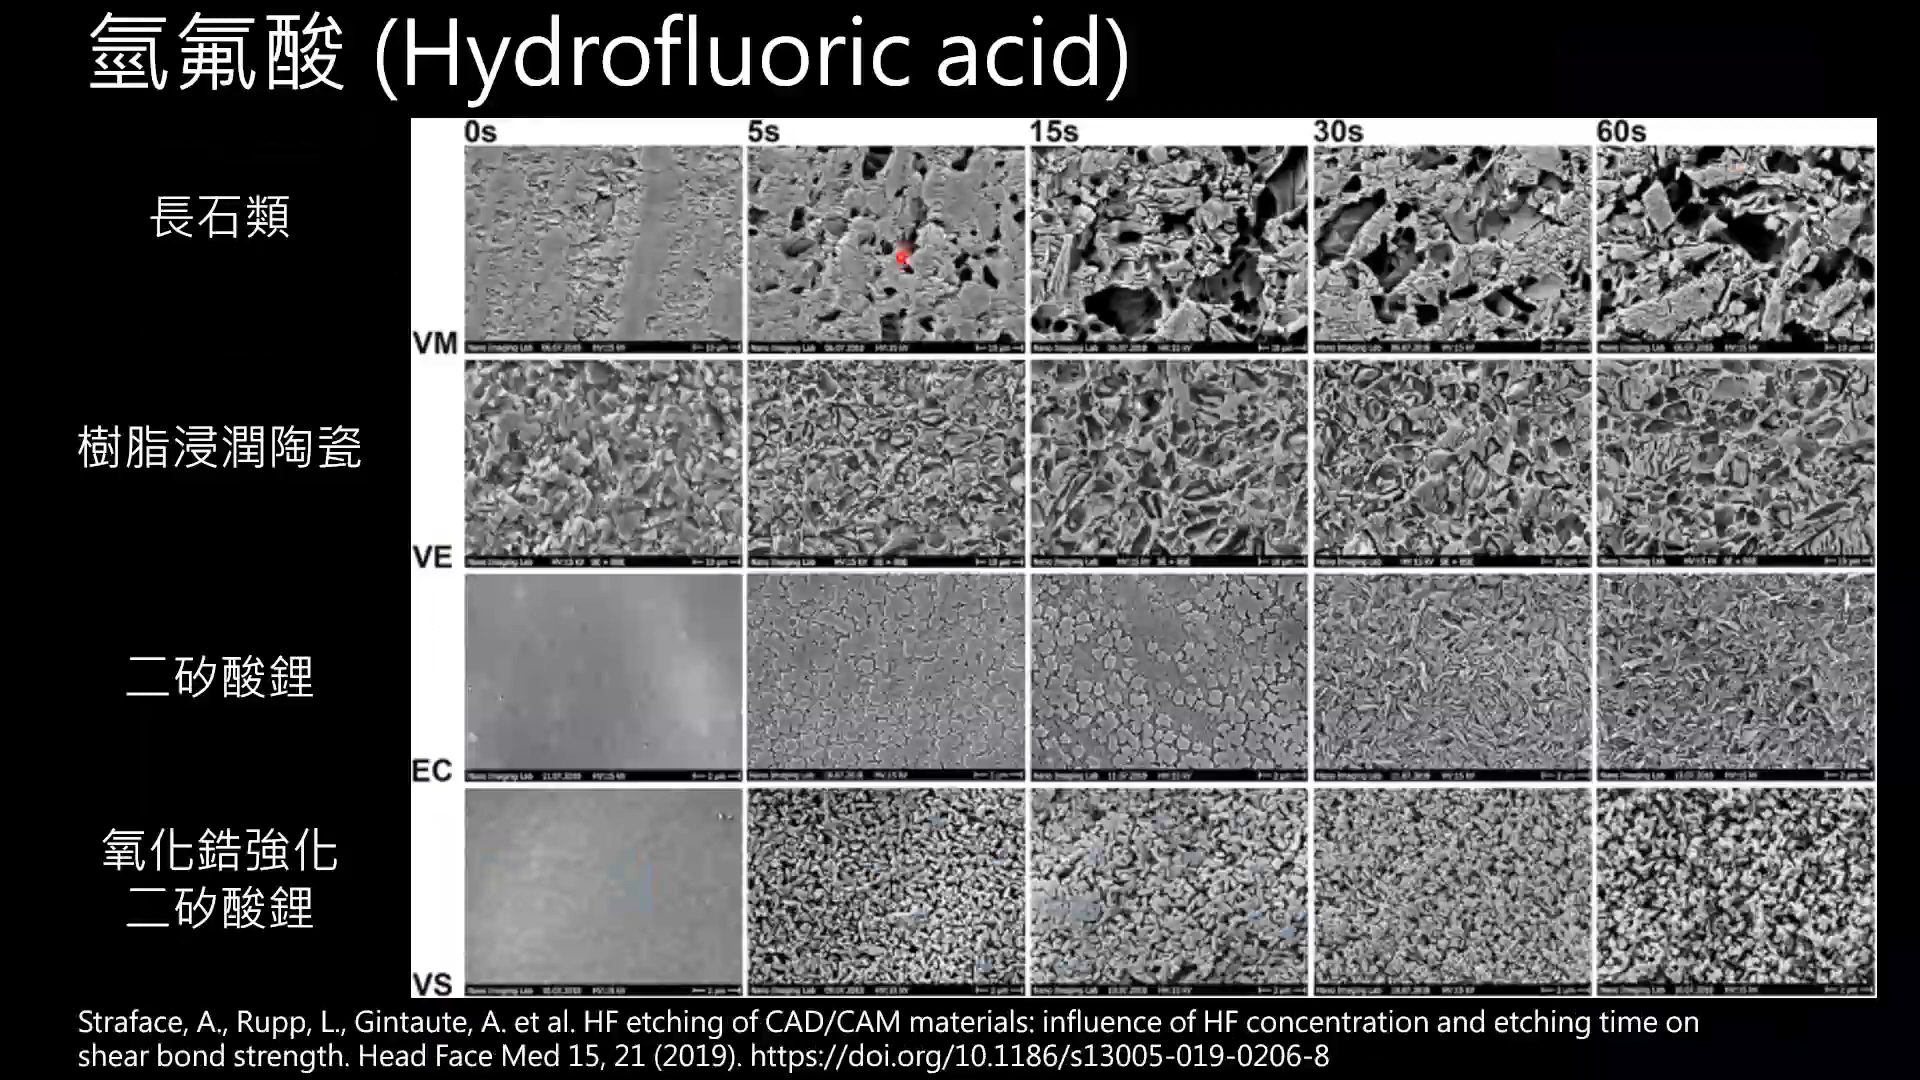 氫氟酸 (Hydrofluoric acid)
0s 5s 15s 30s 60s
長石類
VM
樹脂浸潤陶瓷
VE
二矽酸鋰
EC
氧化鋯強化
二矽酸鋰
VS
Straface, A., Rupp, L., Gintaute, A. et al. HF etching of CAD/CAM materials: influence of HF concentration and etching time on
shear bond strength. Head Face Med 15, 21 (2019). https://doi.org/10.1186/s13005-019-0206-8